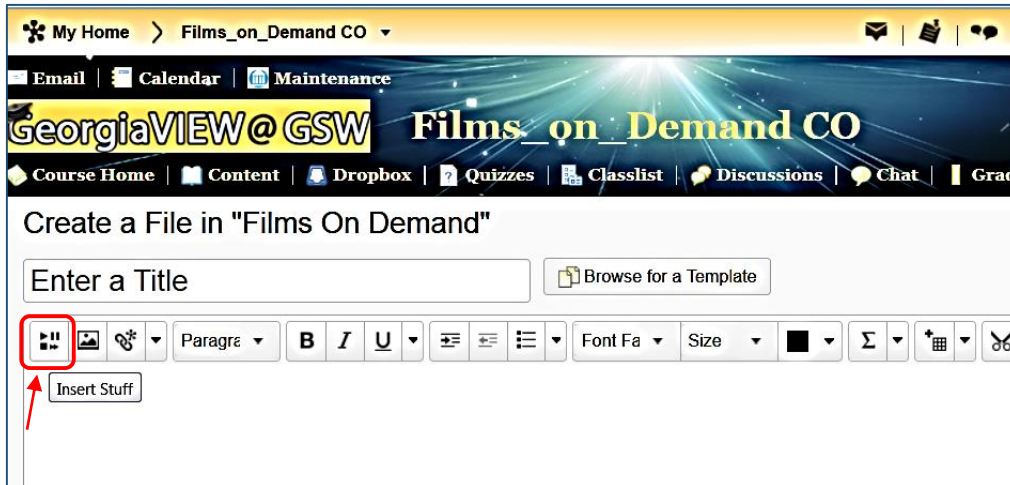 My Home > Films_on_Demand CO
Email | Calendar | Maintenance
GeorgiaVIEW@GSW Films_on_Demand CO
Course Home | Content | Dropbox | Quizzes | Classlist | Discussions | Chat | Grad
Create a File in "Films On Demand"
Enter a Title Browse for a Template
Paragra B I U Font Fa Size Σ
Insert Stuff